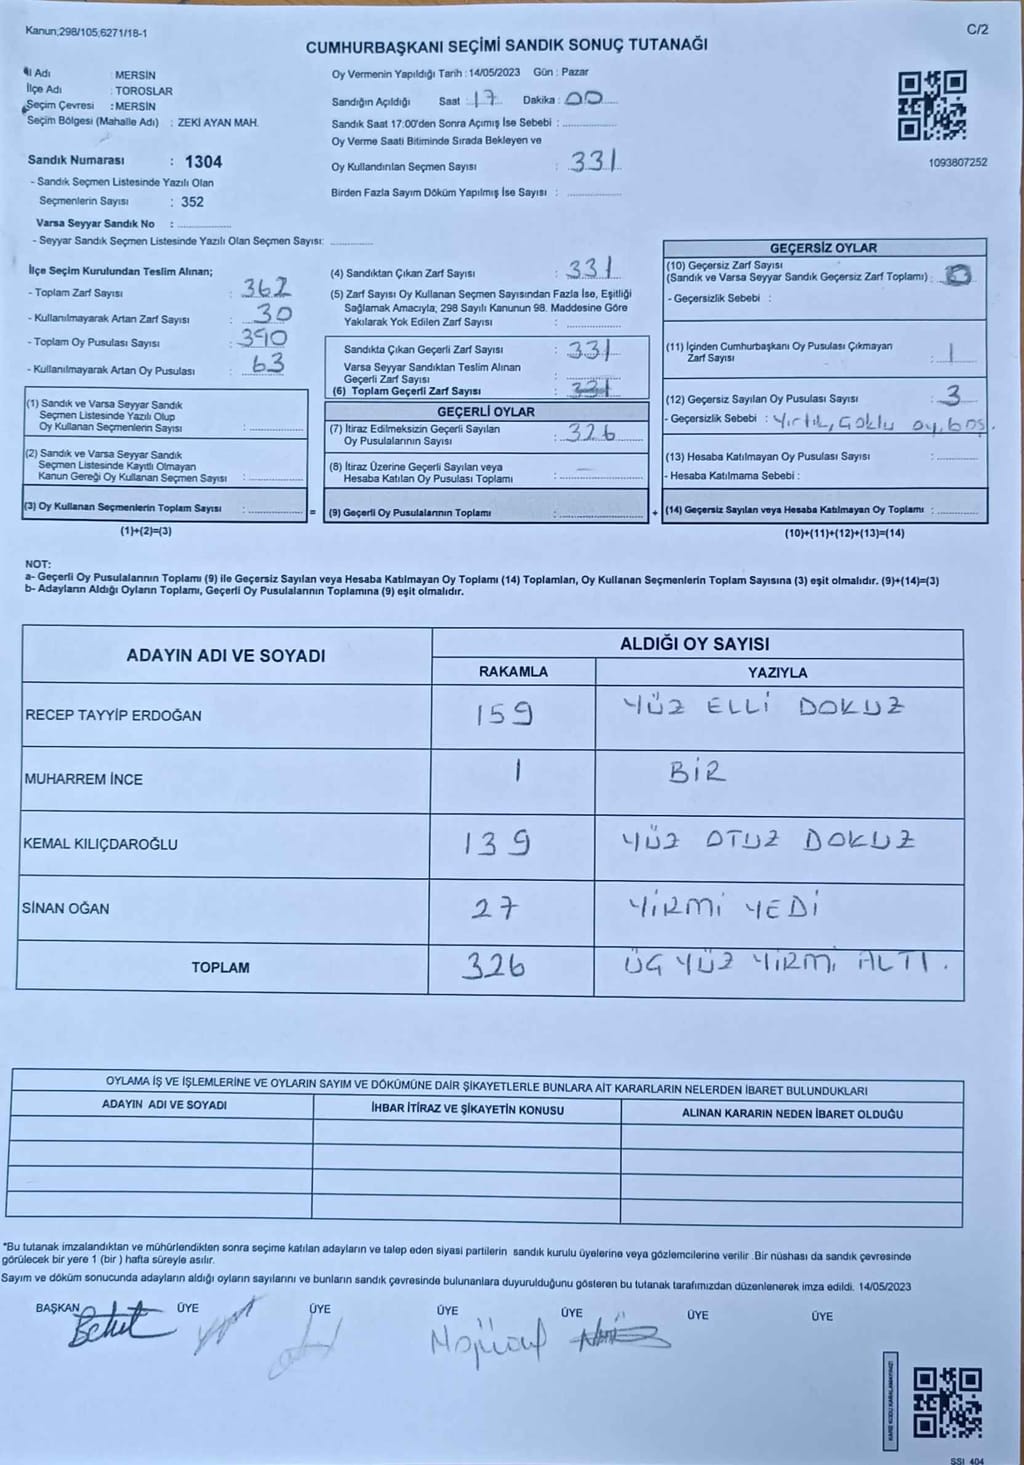 Kanun;298/105;6271/18-1
C/2
CUMHURBAŞKANI SEÇİMİ SANDIK SONUÇ TUTANAĞI
İl Adı MERSİN
İlçe Adı : TOROSLAR
Seçim Çevresi : MERSİN
Seçim Bölgesi (Mahalle Adı) : ZEKİ AYAN MAH.
Oy Vermenin Yapıldığı Tarih : 14/05/2023 Gün : Pazar
Sandığın Açıldığı Saat : 17 Dakika : 00
Sandık Saat 17:00'den Sonra Açımış İse Sebebi :
Oy Verme Saati Bitiminde Sırada Bekleyen ve
Oy Kullandırılan Seçmen Sayısı : 331
Birden Fazla Sayım Döküm Yapılmış İse Sayısı :
1093807252
Sandık Numarası : 1304
- Sandık Seçmen Listesinde Yazılı Olan
Seçmenlerin Sayısı : 352
Varsa Seyyar Sandık No :
- Seyyar Sandık Seçmen Listesinde Yazılı Olan Seçmen Sayısı:
İlçe Seçim Kurulundan Teslim Alınan;
- Toplam Zarf Sayısı : 362
- Kullanılmayarak Artan Zarf Sayısı : 30
- Toplam Oy Pusulası Sayısı : 390
- Kullanılmayarak Artan Oy Pusulası : 63
(4) Sandıktan Çıkan Zarf Sayısı : 331
(5) Zarf Sayısı Oy Kullanan Seçmen Sayısından Fazla İse, Eşitliği
Sağlamak Amacıyla; 298 Sayılı Kanunun 98. Maddesine Göre
Yakılarak Yok Edilen Zarf Sayısı :
Sandıkta Çıkan Geçerli Zarf Sayısı : 331
Varsa Seyyar Sandıktan Teslim Alınan
Geçerli Zarf Sayısı :
(6) Toplam Geçerli Zarf Sayısı : 331
GEÇERSİZ OYLAR
(10) Geçersiz Zarf Sayısı
(Sandık ve Varsa Seyyar Sandık Geçersiz Zarf Toplamı) :
- Geçersizlik Sebebi :
(11) İçinden Cumhurbaşkanı Oy Pusulası Çıkmayan
Zarf Sayısı : 1
(12) Geçersiz Sayılan Oy Pusulası Sayısı : 3
- Geçersizlik Sebebi : Yırtık, Çoklu oy, boş.
(13) Hesaba Katılmayan Oy Pusulası Sayısı :
- Hesaba Katılmama Sebebi :
(14) Geçersiz Sayılan veya Hesaba Katılmayan Oy Toplamı :
(10)+(11)+(12)+(13)=(14)
(1) Sandık ve Varsa Seyyar Sandık
Seçmen Listesinde Yazılı Olup
Oy Kullanan Seçmenlerin Sayısı :
(2) Sandık ve Varsa Seyyar Sandık
Seçmen Listesinde Kayıtlı Olmayan
Kanun Gereği Oy Kullanan Seçmen Sayısı :
(3) Oy Kullanan Seçmenlerin Toplam Sayısı : =
(1)+(2)=(3)
GEÇERLİ OYLAR
(7) İtiraz Edilmeksizin Geçerli Sayılan
Oy Pusulalarının Sayısı : 326
(8) İtiraz Üzerine Geçerli Sayılan veya
Hesaba Katılan Oy Pusulası Toplamı : —
(9) Geçerli Oy Pusulalarının Toplamı : +
NOT:
a- Geçerli Oy Pusulalarının Toplamı (9) ile Geçersiz Sayılan veya Hesaba Katılmayan Oy Toplamı (14) Toplamları, Oy Kullanan Seçmenlerin Toplam Sayısına (3) eşit olmalıdır. (9)+(14)=(3)
b- Adayların Aldığı Oyların Toplamı, Geçerli Oy Pusulalarının Toplamına (9) eşit olmalıdır.
ADAYIN ADI VE SOYADI ALDIĞI OY SAYISI
RAKAMLA YAZIYLA
RECEP TAYYİP ERDOĞAN 159 YÜZ ELLİ DOKUZ
MUHARREM İNCE 1 BİR
KEMAL KILIÇDAROĞLU 139 YÜZ OTUZ DOKUZ
SİNAN OĞAN 27 YİRMİ YEDİ
TOPLAM 326 ÜÇ YÜZ YİRMİ ALTI.
OYLAMA İŞ VE İŞLEMLERİNE VE OYLARIN SAYIM VE DÖKÜMÜNE DAİR ŞİKAYETLERLE BUNLARA AİT KARARLARIN NELERDEN İBARET BULUNDUKLARI
ADAYIN ADI VE SOYADI İHBAR İTİRAZ VE ŞİKAYETİN KONUSU ALINAN KARARIN NEDEN İBARET OLDUĞU
*Bu tutanak imzalandıktan ve mühürlendikten sonra seçime katılan adayların ve talep eden siyasi partilerin sandık kurulu üyelerine veya gözlemcilerine verilir .Bir nüshası da sandık çevresinde
görülecek bir yere 1 (bir ) hafta süreyle asılır.
Sayım ve döküm sonucunda adayların aldığı oyların sayılarını ve bunların sandık çevresinde bulunanlara duyurulduğunu gösteren bu tutanak tarafımızdan düzenlenerek imza edildi. 14/05/2023
BAŞKAN ÜYE ÜYE ÜYE ÜYE ÜYE ÜYE
KARE KODU KARALAMAYINIZ!
SSI_404